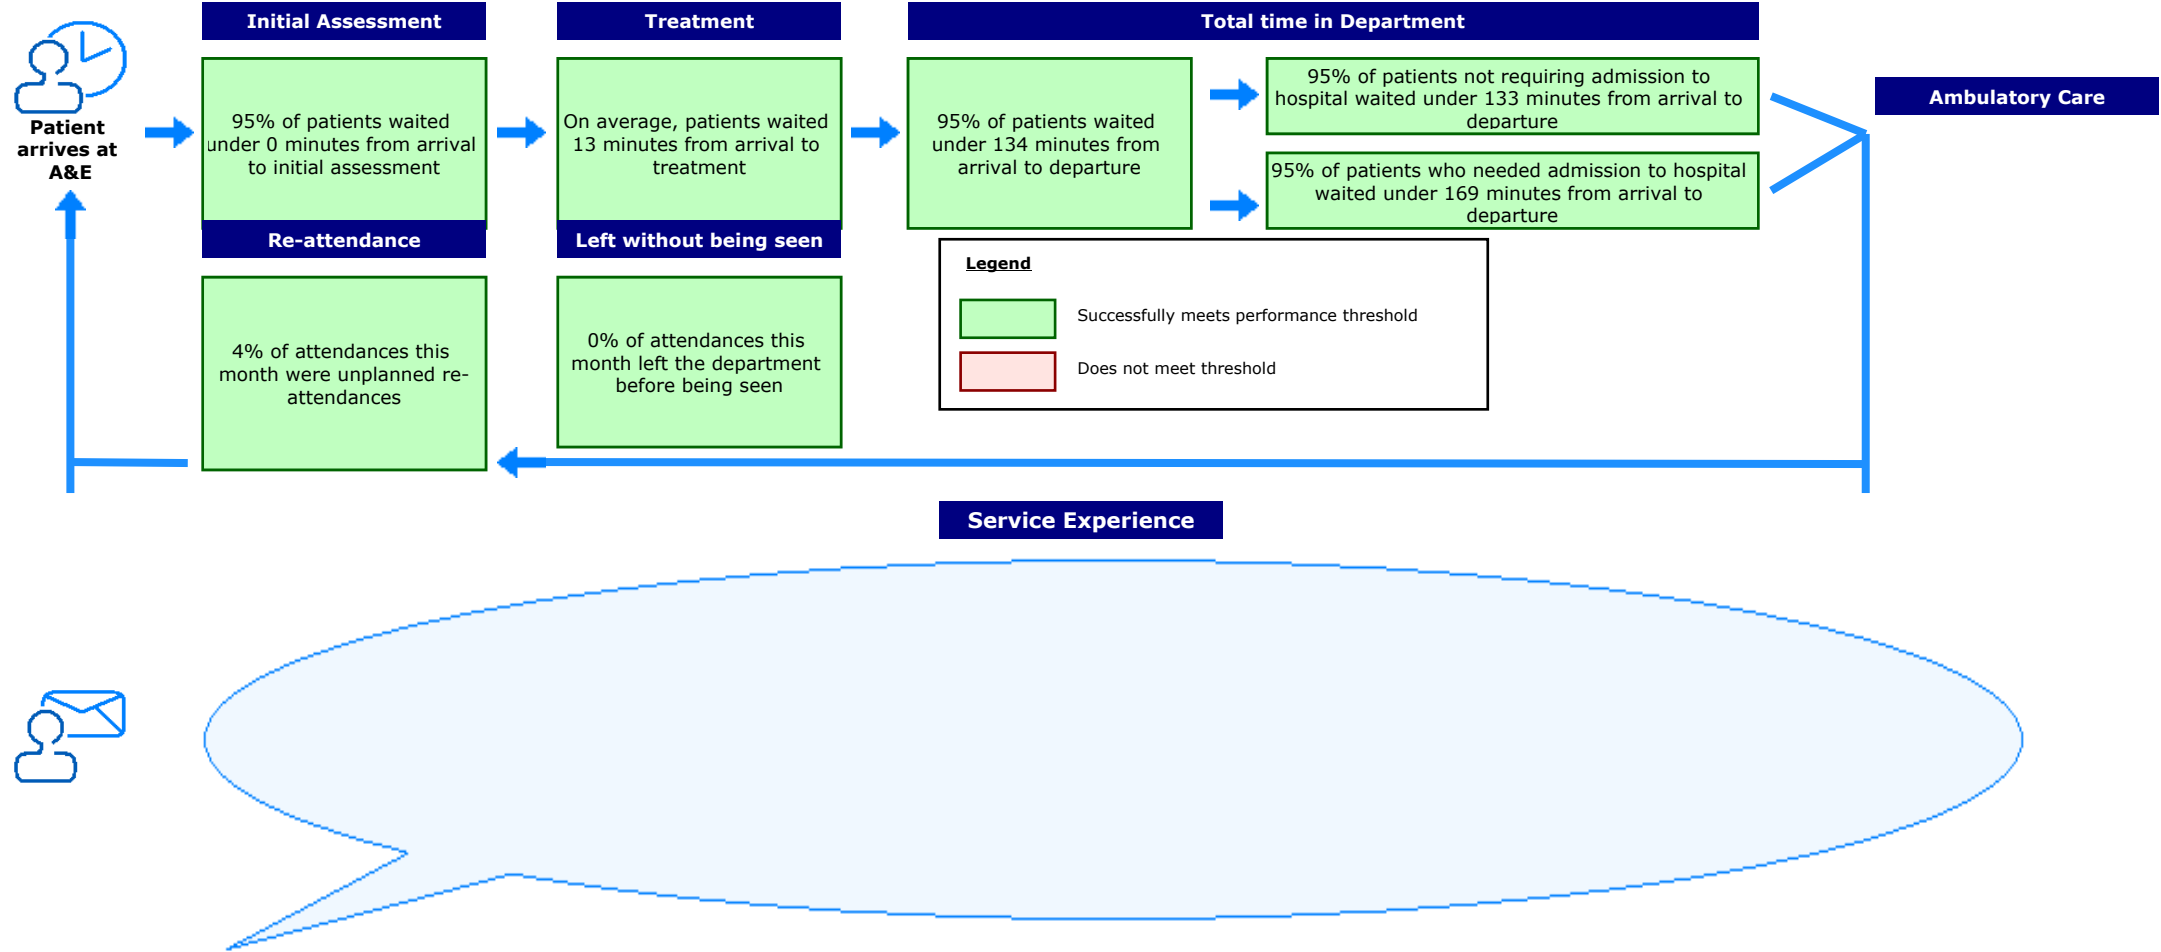 Initial Assessment
Treatment
Total time in Department
Ambulatory Care
Patient
arrives at
A&E
95% of patients waited
under 0 minutes from arrival
to initial assessment
On average, patients waited
13 minutes from arrival to
treatment
95% of patients waited
under 134 minutes from
arrival to departure
95% of patients not requiring admission to
hospital waited under 133 minutes from arrival to
departure
95% of patients who needed admission to hospital
waited under 169 minutes from arrival to
departure
Re-attendance
Left without being seen
4% of attendances this
month were unplanned re-
attendances
0% of attendances this
month left the department
before being seen
Legend
Successfully meets performance threshold
Does not meet threshold
Service Experience